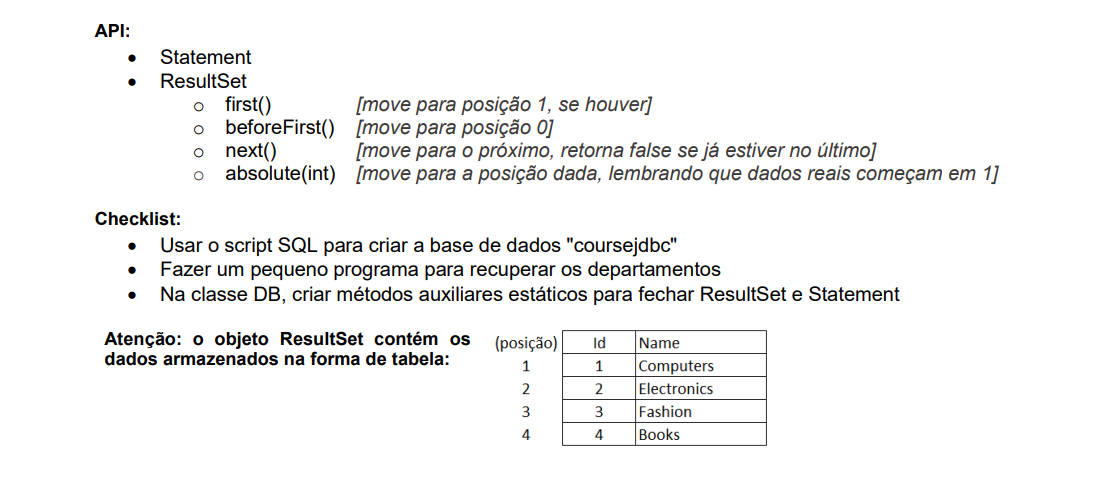 API:
• Statement
• ResultSet
o first() [move para posição 1, se houver]
o beforeFirst() [move para posição 0]
o next() [move para o próximo, retorna false se já estiver no último]
o absolute(int) [move para a posição dada, lembrando que dados reais começam em 1]
Checklist:
• Usar o script SQL para criar a base de dados "coursejdbc"
• Fazer um pequeno programa para recuperar os departamentos
• Na classe DB, criar métodos auxiliares estáticos para fechar ResultSet e Statement
Atenção: o objeto ResultSet contém os
dados armazenados na forma de tabela:
(posição) Id Name
1 1 Computers
2 2 Electronics
3 3 Fashion
4 4 Books